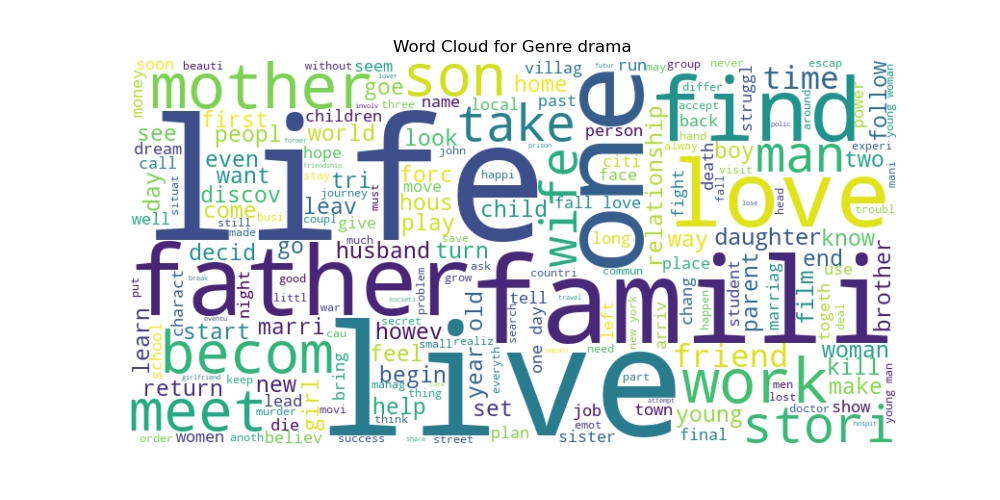 Word Cloud for Genre drama
soon beauti without seem villag run may group never escap
mother son goe home time
lover futur differ struggl power follow young woman
money involv three name local past one accept find around
see first peopl children world look take person back polic
dream hope former john prison relationship hand boy man two experi
call even friendship forc citi death alway mani
want stay tri happi wife face fight visit
day situat discov journey move fall love fall love head lose
life must leav hous child
well come busi coupl give play long troubl
still made much save way daughter know
decid go husband turn place end
father famili
put break night good grow ask countri commun chang student parent marriag film use brother
charact littl societi problem tell travel happen togeth deal
learn start eventu war search left new york arriv
marri secret howev small realiz old
school becom cau feel one day need company friend woman
girlfriend bring year everyth kill
return keep new manag care begin part work men make
meet lead girl movi thing help set job attempt young lost doctor show young man
murder die think emot town stori
order women anoth believ success share street plan sister final hospit
live